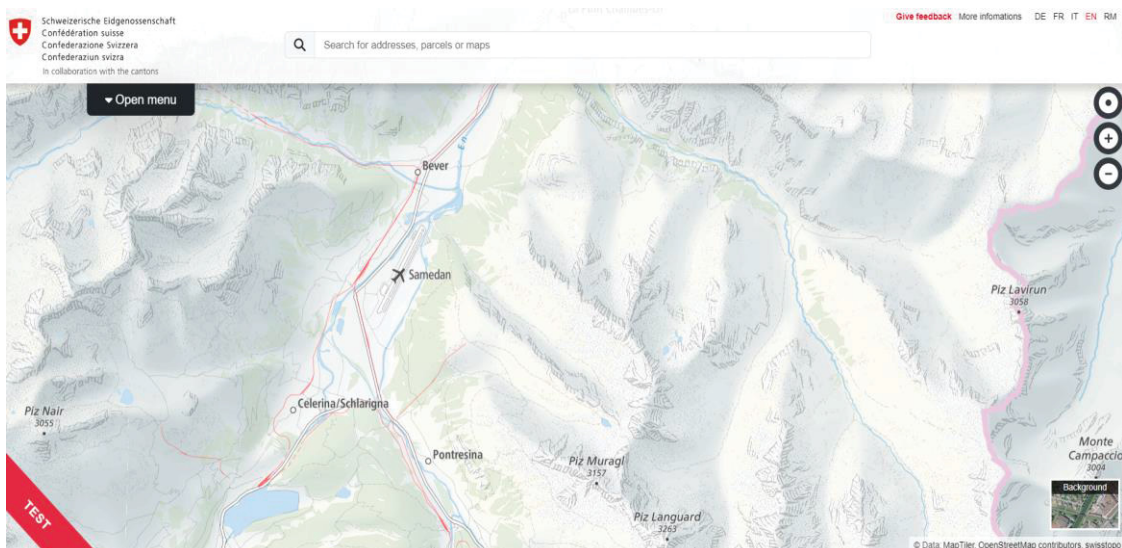 Schweizerische Eidgenossenschaft
Confédération suisse
Confederazione Svizzera
Confederaziun svizra
In collaboration with the cantons
Search for addresses, parcels or maps
Give feedback More infomations DE FR IT EN RM
Open menu
En
Bever
Samedan
Piz Lavirun
3058
Celerina/Schlarigna
Piz Nair
3055
Pontresina
Piz Muragl
3157
Monte
Campaccio
3004
Background
Piz Languard
3263
TEST
© Data: MapTiler, OpenStreetMap contributors, swisstopo